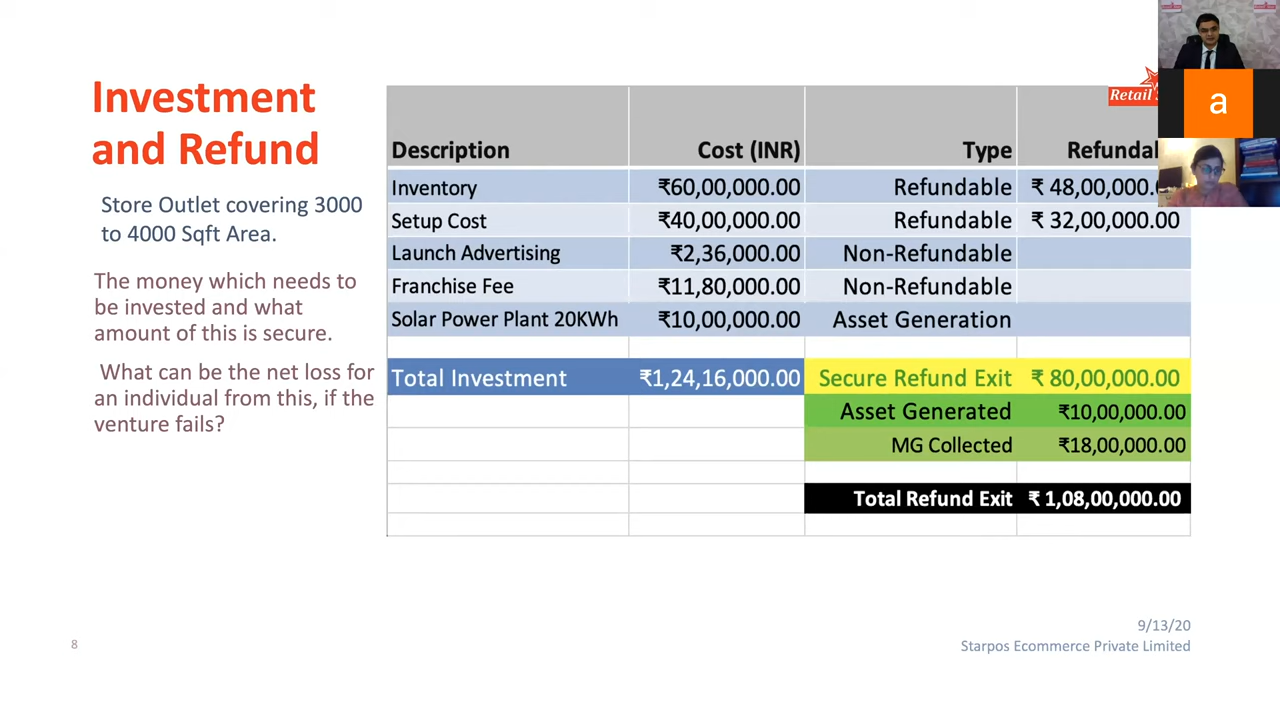 Investment
and Refund
Store Outlet covering 3000
to 4000 Sqft Area.
The money which needs to
be invested and what
amount of this is secure.
What can be the net loss for
an individual from this, if the
venture fails?
Retail
a
Description Cost (INR) Type
Inventory ₹60,00,000.00 Refundable ₹ 48,00,000.
Setup Cost ₹40,00,000.00 Refundable ₹ 32,00,000.00
Launch Advertising ₹2,36,000.00 Non-Refundable
Franchise Fee ₹11,80,000.00 Non-Refundable
Solar Power Plant 20KWh ₹10,00,000.00 Asset Generation
Total Investment ₹1,24,16,000.00 Secure Refund Exit ₹ 80,00,000.00
Asset Generated ₹10,00,000.00
MG Collected ₹18,00,000.00
Total Refund Exit ₹ 1,08,00,000.00
8
9/13/20
Starpos Ecommerce Private Limited